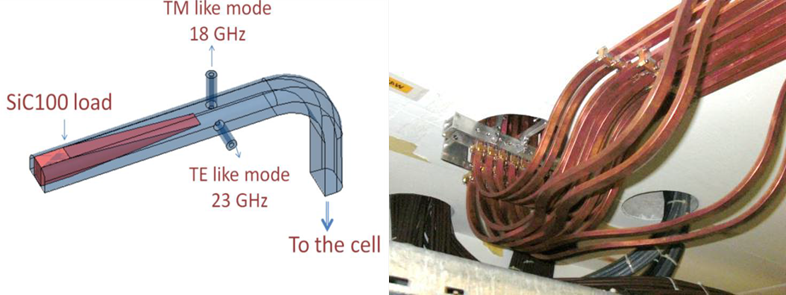 TM like mode
18 GHz
SiC100 load
TE like mode
23 GHz
To the cell